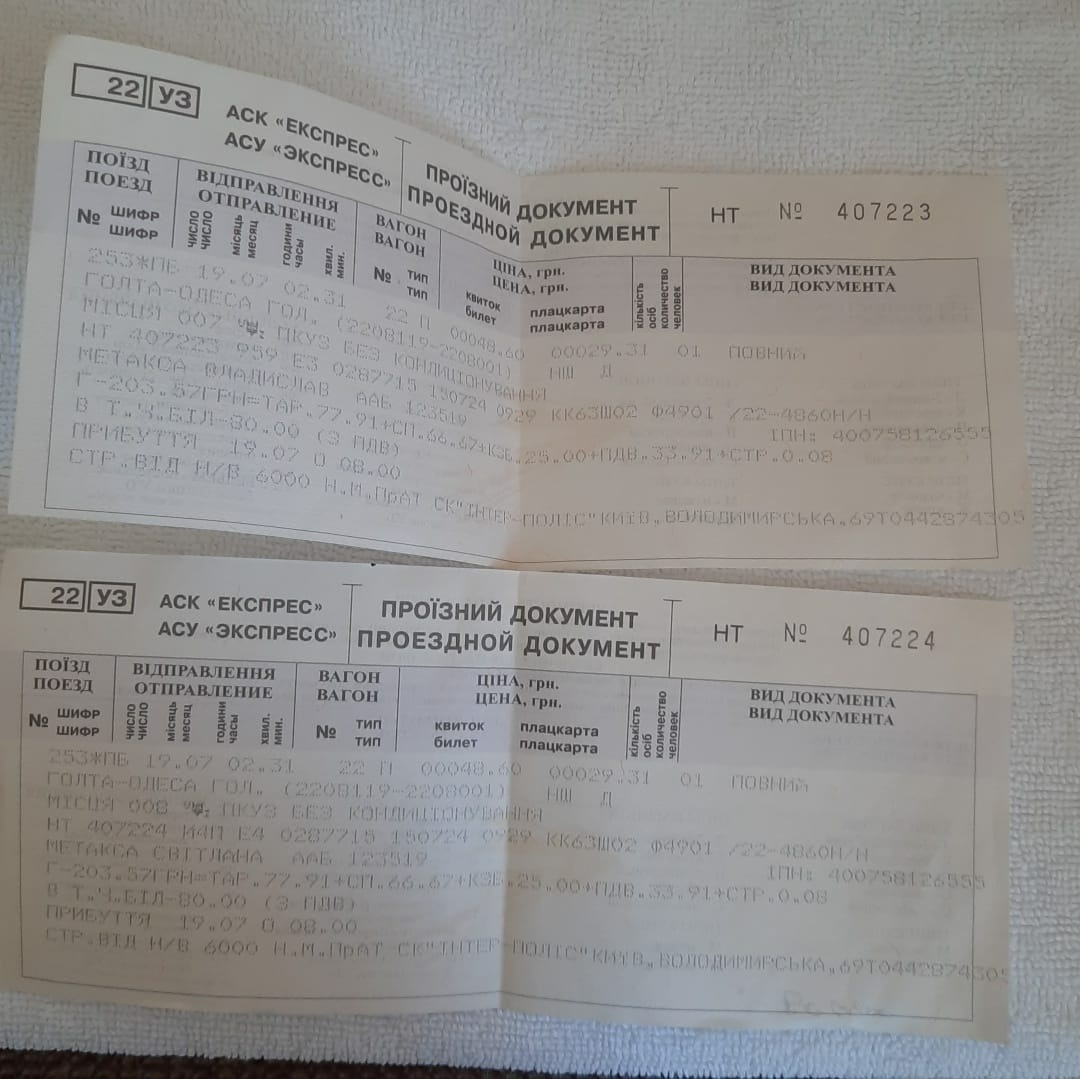 22 УЗ АСК «ЕКСПРЕС» ПРОЇЗНИЙ ДОКУМЕНТ НТ № 407223
АСУ «ЭКСПРЕСС» ПРОЕЗДНОЙ ДОКУМЕНТ
ПОЇЗД ВІДПРАВЛЕННЯ ВАГОН ЦІНА, грн. ВИД ДОКУМЕНТА
ПОЕЗД ОТПРАВЛЕНИЕ ВАГОН ЦЕНА, грн. ВИД ДОКУМЕНТА
№ ШИФР число місяць години хвил. № ТИП квиток плацкарта кількість осіб
ШИФР число месяц часы мин. ТИП билет плацкарта количество человек
253*ПБ 19.07 02.31 22 П 00048.60 00029.31 01 ПОВНИЙ
ГОЛТА-ОДЕСА ГОЛ. (2208119-2208001) НШ Д
МІСЦЯ 007 ПКУЗ БЕЗ КОНДИЦІОНУВАННЯ
НТ 407223 959 Е3 0287715 150724 0929 КК63Ш02 Ф4901 /22-4860Н/Н
МЕТАКСА ВЛАДИСЛАВ ААБ 123519 ІПН: 400758126555
Г-203.57ГРН=ТАР.77.91+СП.66.67+КЗБ.25.00+ПДВ.33.91+СТР.0.08
В Т.Ч.БІЛ-80.00 (З ПДВ)
ПРИБУТТЯ 19.07 О 08.00
СТР.ВІД Н/В 6000 Н.М.ПрАТ СК"ІНТЕР-ПОЛІС"КИЇВ,ВОЛОДИМИРСЬКА,69Т0442874305
22 УЗ АСК «ЕКСПРЕС» ПРОЇЗНИЙ ДОКУМЕНТ НТ № 407224
АСУ «ЭКСПРЕСС» ПРОЕЗДНОЙ ДОКУМЕНТ
ПОЇЗД ВІДПРАВЛЕННЯ ВАГОН ЦІНА, грн. ВИД ДОКУМЕНТА
ПОЕЗД ОТПРАВЛЕНИЕ ВАГОН ЦЕНА, грн. ВИД ДОКУМЕНТА
№ ШИФР число місяць години хвил. № ТИП квиток плацкарта кількість осіб
ШИФР число месяц часы мин. ТИП билет плацкарта количество человек
253*ПБ 19.07 02.31 22 П 00048.60 00029.31 01 ПОВНИЙ
ГОЛТА-ОДЕСА ГОЛ. (2208119-2208001) НШ Д
МІСЦЯ 008 ПКУЗ БЕЗ КОНДИЦІОНУВАННЯ
НТ 407224 И4П Е4 0287715 150724 0929 КК63Ш02 Ф4901 /22-4860Н/Н
МЕТАКСА СВІТЛАНА ААБ 123519 ІПН: 400758126555
Г-203.57ГРН=ТАР.77.91+СП.66.67+КЗБ.25.00+ПДВ.33.91+СТР.0.08
В Т.Ч.БІЛ-80.00 (З ПДВ)
ПРИБУТТЯ 19.07 О 08.00
СТР.ВІД Н/В 6000 Н.М.ПрАТ СК"ІНТЕР-ПОЛІС"КИЇВ,ВОЛОДИМИРСЬКА,69Т0442874305